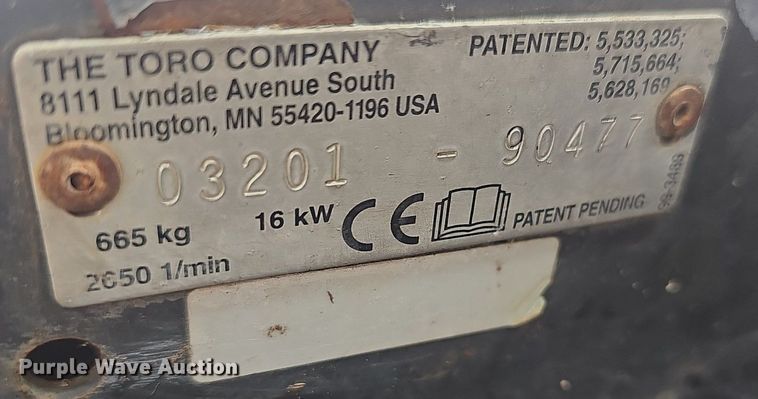 THE TORO COMPANY
8111 Lyndale Avenue South
Bloomington, MN 55420-1196 USA
PATENTED: 5,533,325;
5,715,664;
5,628,169
03201 - 90477
665 kg
16 kW
CE
PATENT PENDING
2650 1/min
Purple Wave Auction